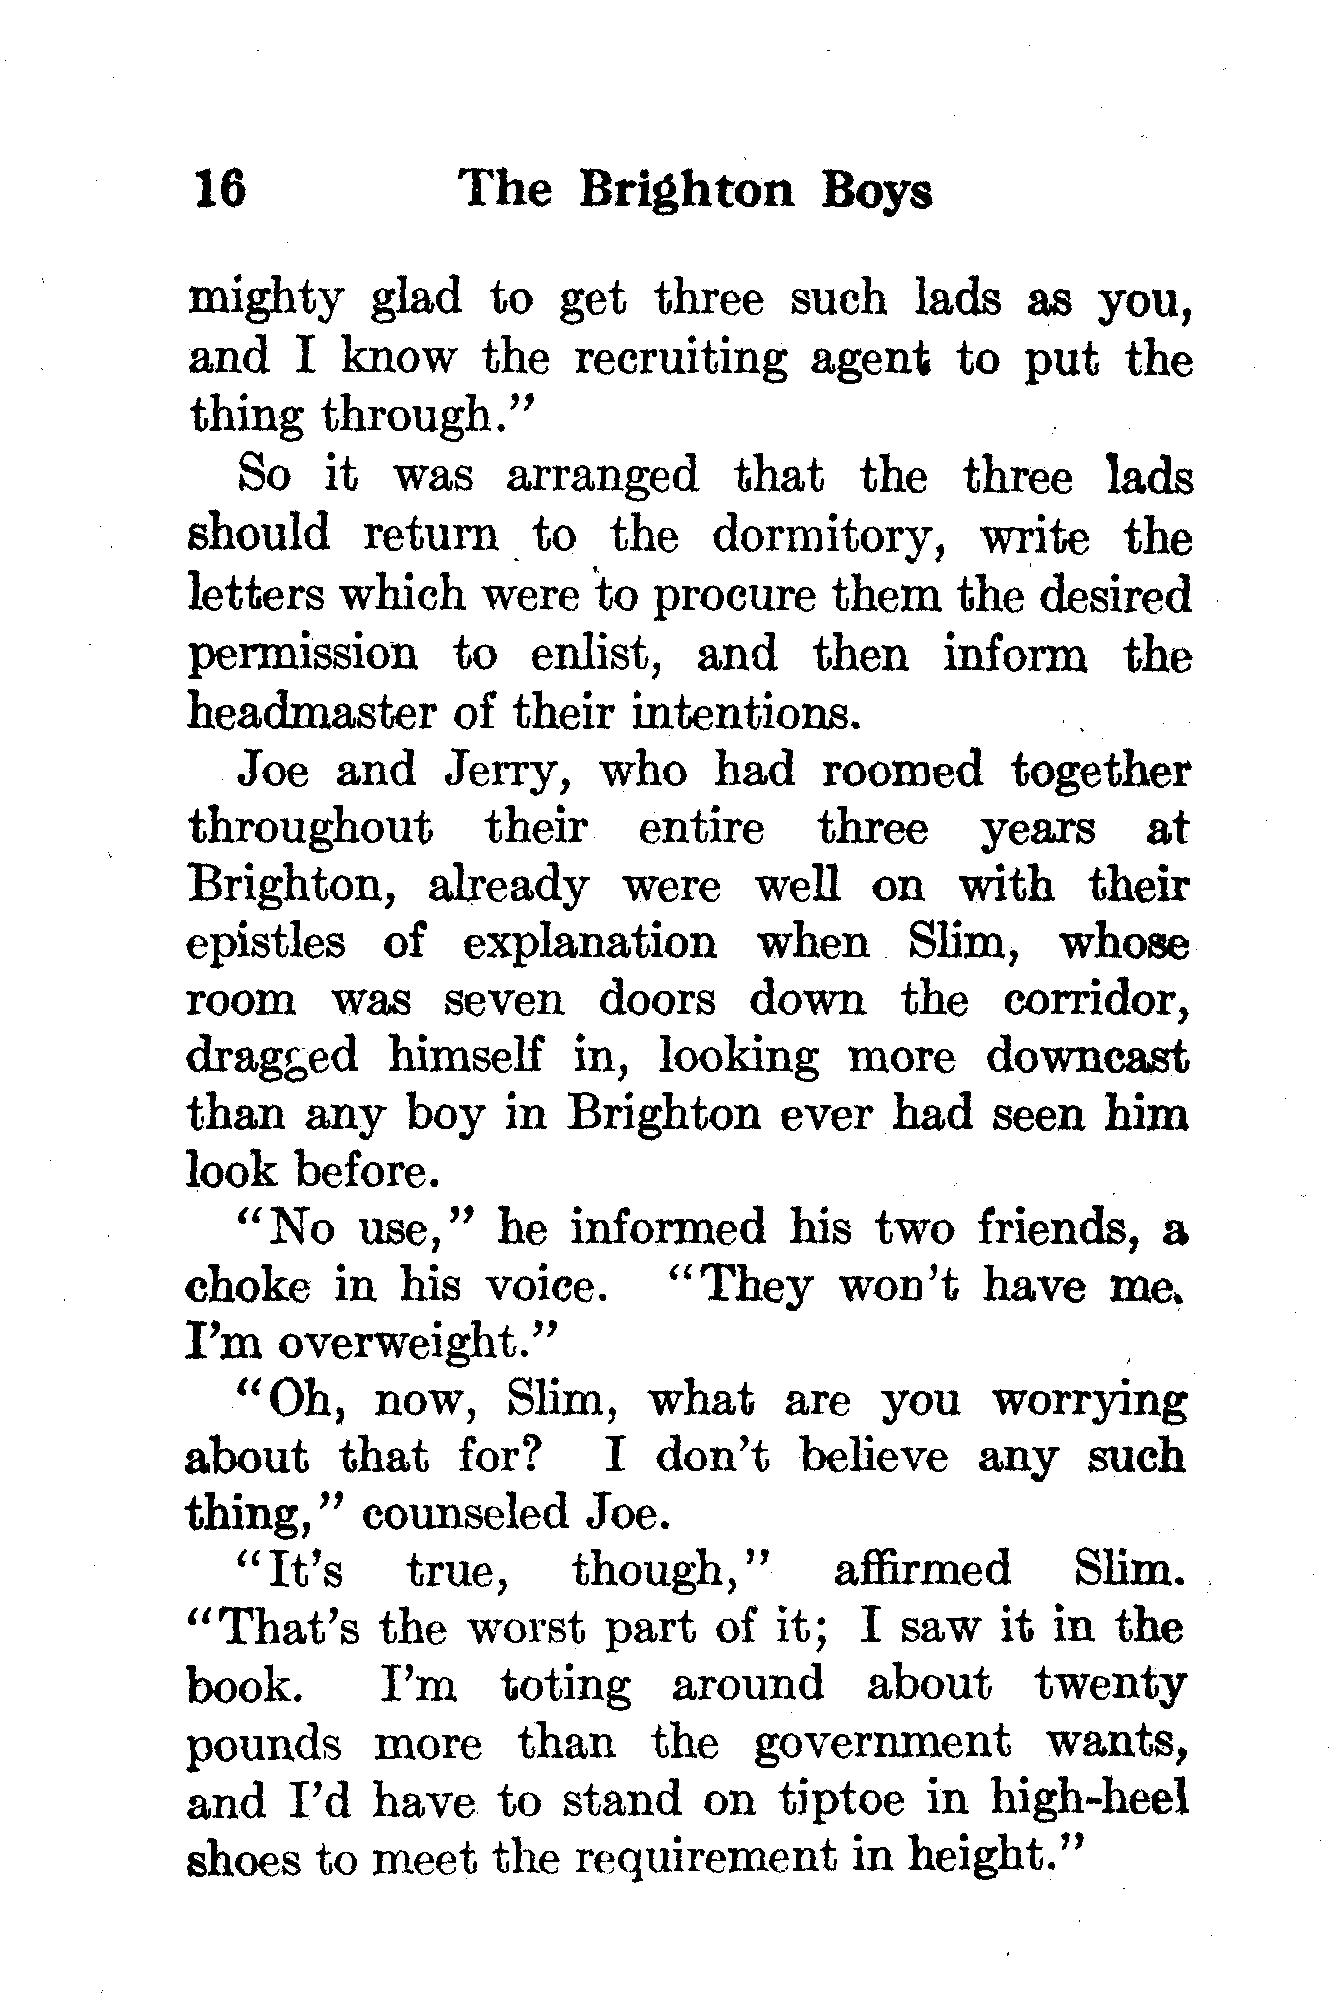 16 The Brighton Boys
mighty glad to get three such lads as you,
and I know the recruiting agent to put the
thing through."
So it was arranged that the three lads
should return to the dormitory, write the
letters which were to procure them the desired
permission to enlist, and then inform the
headmaster of their intentions.
Joe and Jerry, who had roomed together
throughout their entire three years at
Brighton, already were well on with their
epistles of explanation when Slim, whose
room was seven doors down the corridor,
dragged himself in, looking more downcast
than any boy in Brighton ever had seen him
look before.
"No use," he informed his two friends, a
choke in his voice. "They won't have me.
I'm overweight."
"Oh, now, Slim, what are you worrying
about that for? I don't believe any such
thing," counseled Joe.
"It's true, though," affirmed Slim.
"That's the worst part of it; I saw it in the
book. I'm toting around about twenty
pounds more than the government wants,
and I'd have to stand on tiptoe in high-heel
shoes to meet the requirement in height."